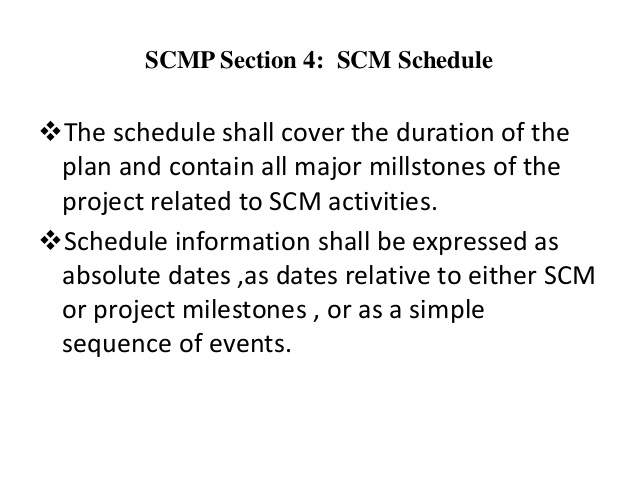 SCMP Section 4: SCM Schedule
❖The schedule shall cover the duration of the
plan and contain all major millstones of the
project related to SCM activities.
❖Schedule information shall be expressed as
absolute dates ,as dates relative to either SCM
or project milestones , or as a simple
sequence of events.